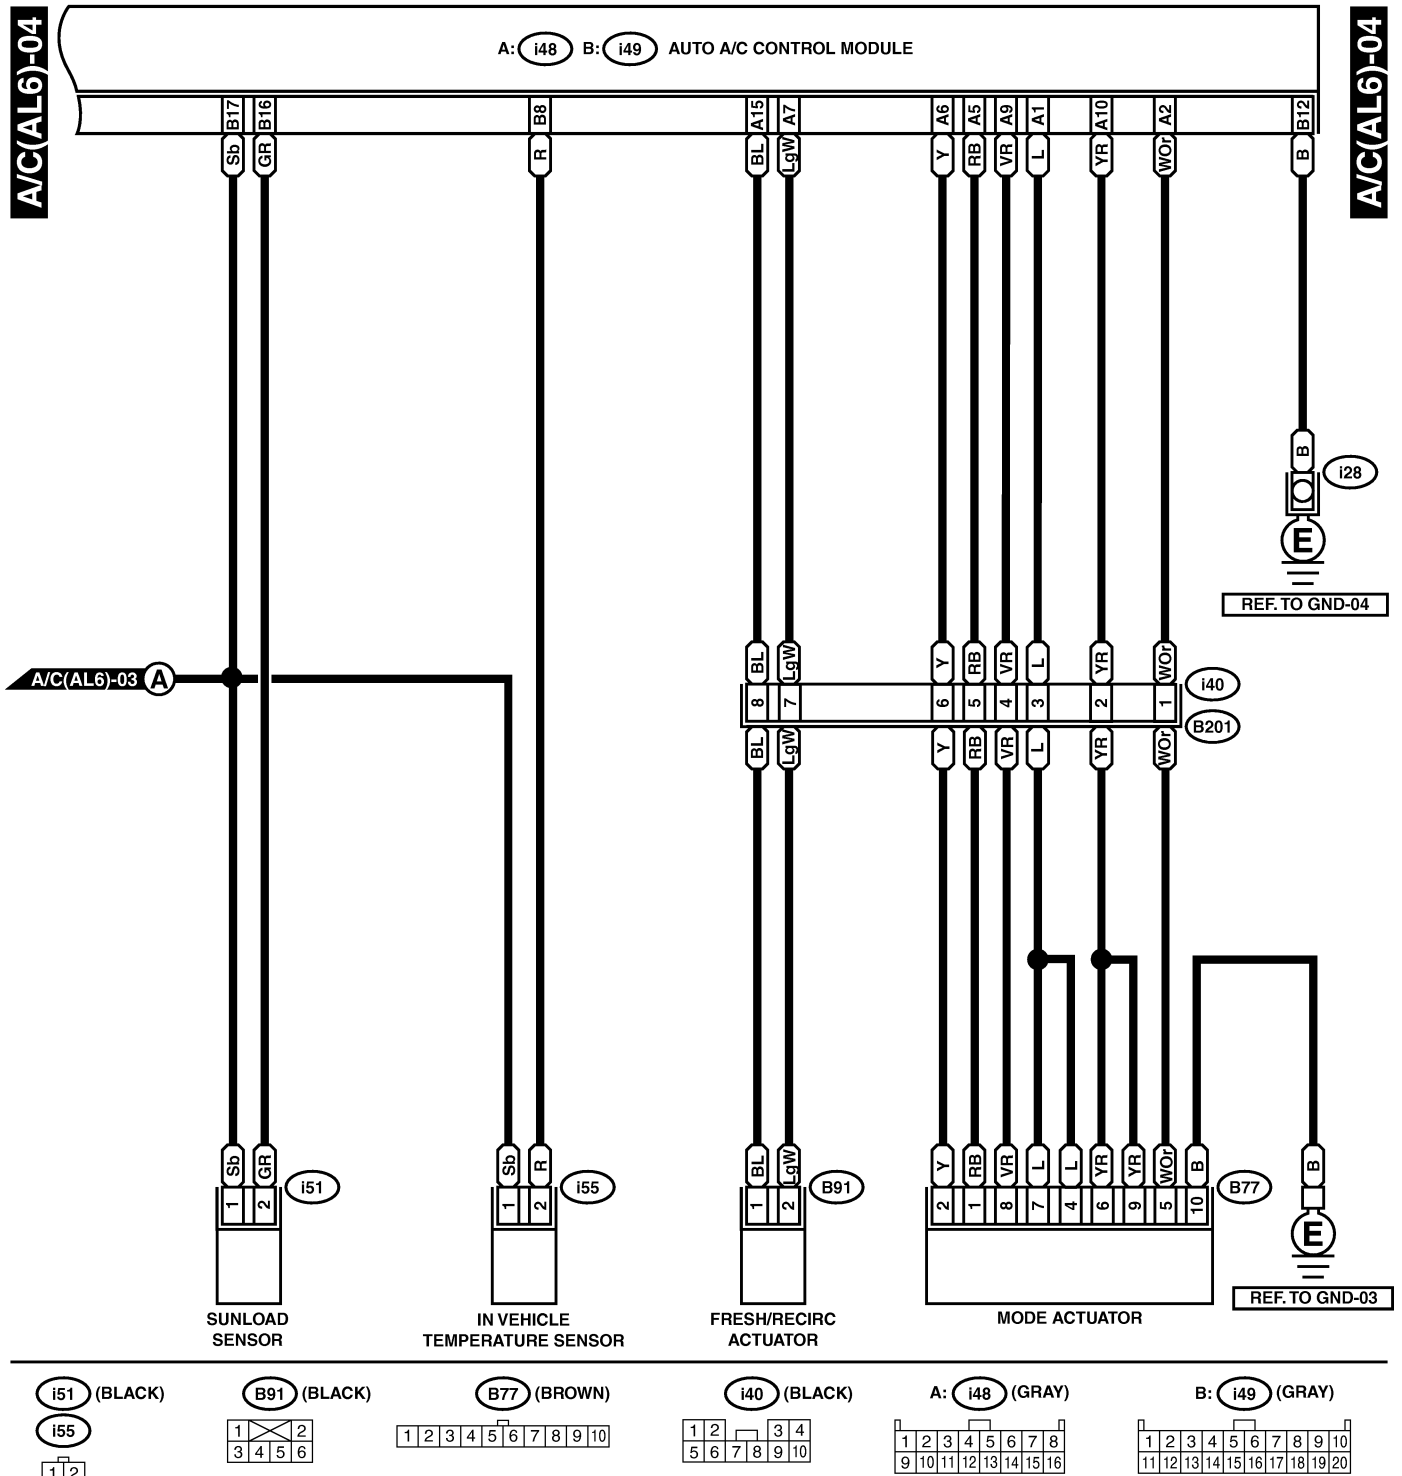 A/C(AL6)-04
A/C(AL6)-04
A: i48 B: i49 AUTO A/C CONTROL MODULE
B17 B16 B8 A15 A7 A6 A5 A9 A1 A10 A2 B12
Sb GR R BL LgW Y RB VR L YR WOr B
B
i28
E
REF. TO GND-04
BL LgW Y RB VR L YR WOr
A/C(AL6)-03 A
i40
8 7 6 5 4 3 2 1
B201
BL LgW Y RB VR L YR WOr
Sb GR Sb R BL LgW Y RB VR L L YR YR WOr B B
i51 i55 B91 B77
1 2 1 2 1 2 2 1 8 7 4 6 9 5 10
E
REF. TO GND-03
SUNLOAD
SENSOR
IN VEHICLE
TEMPERATURE SENSOR
FRESH/RECIRC
ACTUATOR
MODE ACTUATOR
i51 (BLACK)
i55
1 2
B91 (BLACK)
1 2
3 4 5 6
B77 (BROWN)
1 2 3 4 5 6 7 8 9 10
i40 (BLACK)
1 2 3 4
5 6 7 8 9 10
A: i48 (GRAY)
1 2 3 4 5 6 7 8
9 10 11 12 13 14 15 16
B: i49 (GRAY)
1 2 3 4 5 6 7 8 9 10
11 12 13 14 15 16 17 18 19 20